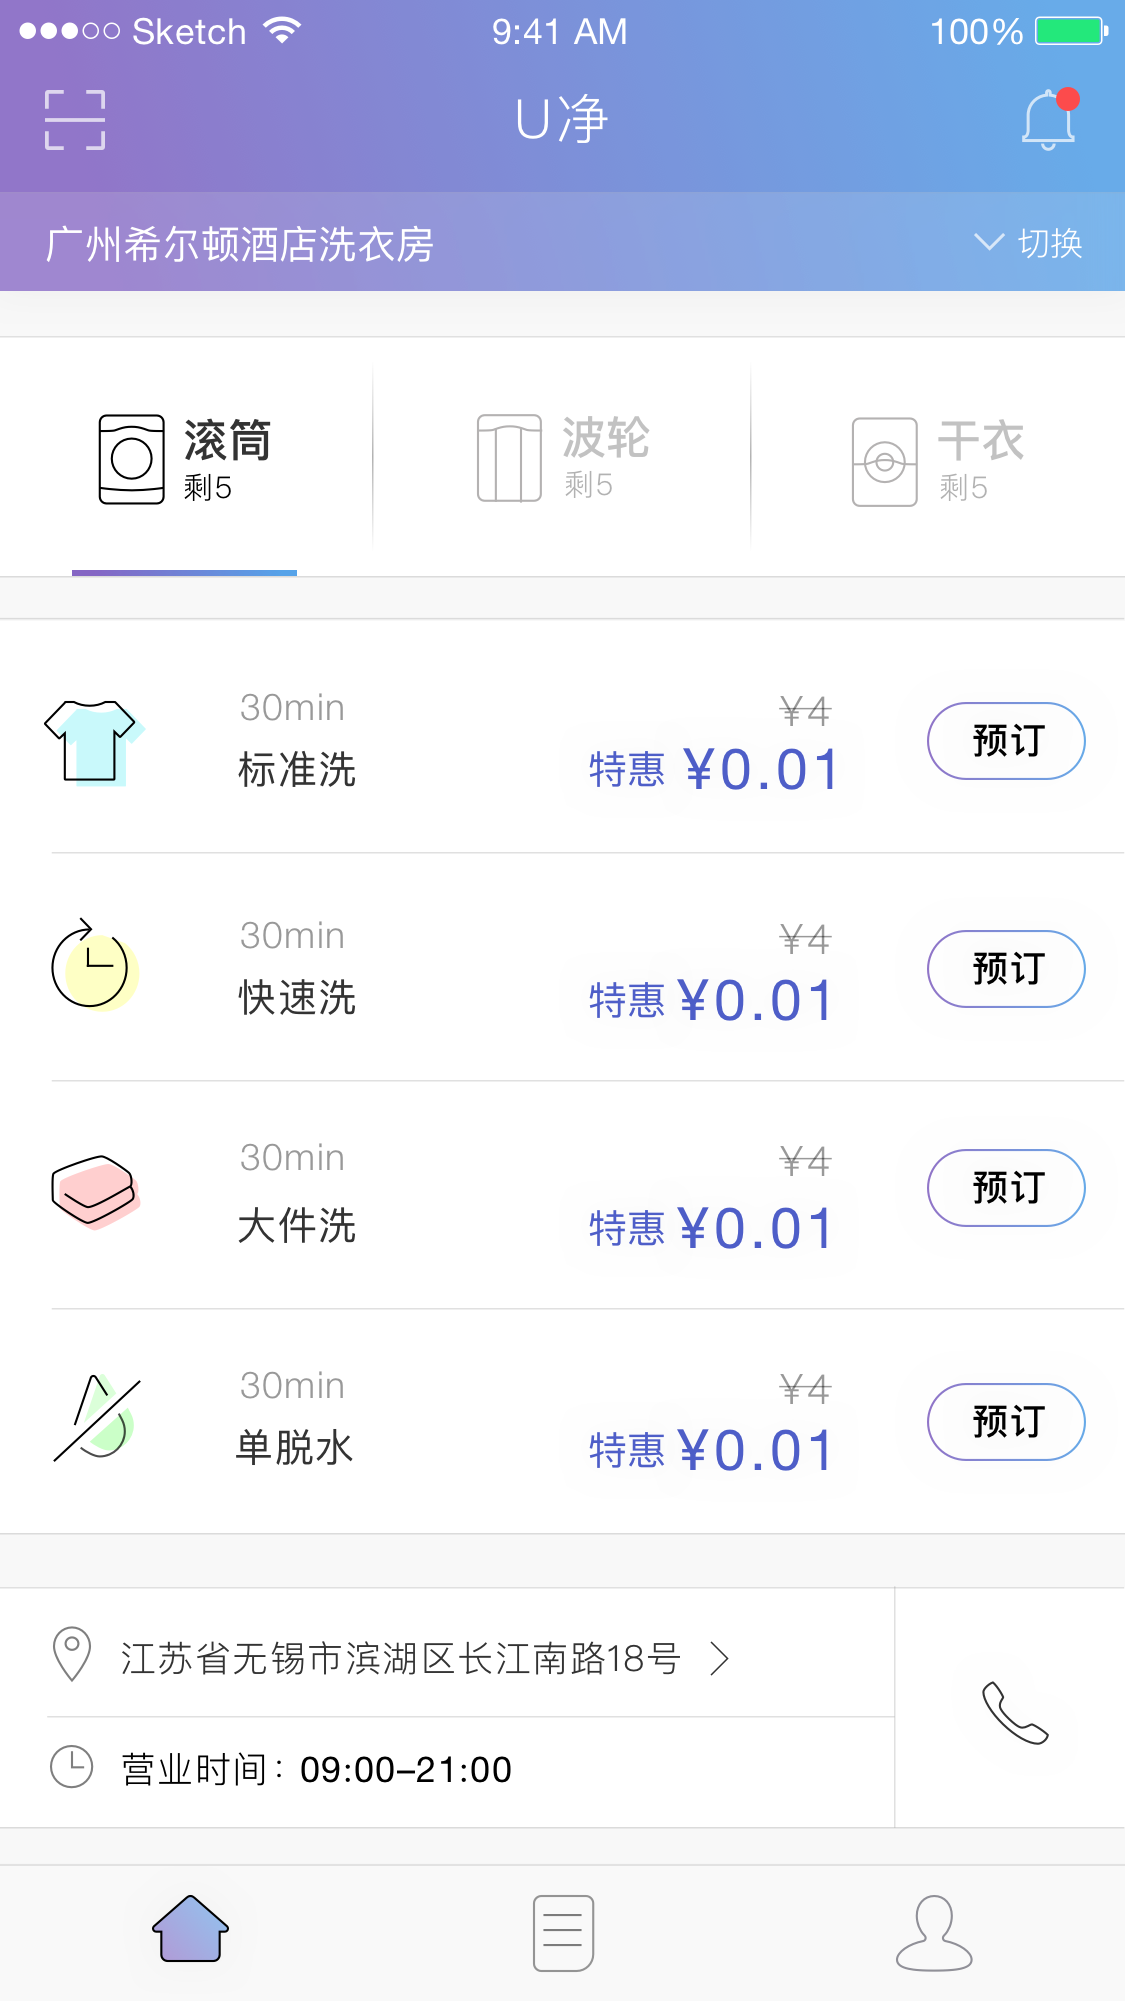 Sketch 9:41 AM 100%
U净
广州希尔顿酒店洗衣房 切换
滚筒 波轮 干衣
剩5 剩5 剩5
30min ¥4
标准洗 特惠 ¥0.01 预订
30min ¥4
快速洗 特惠 ¥0.01 预订
30min ¥4
大件洗 特惠 ¥0.01 预订
30min ¥4
单脱水 特惠 ¥0.01 预订
江苏省无锡市滨湖区长江南路18号
营业时间：09:00–21:00